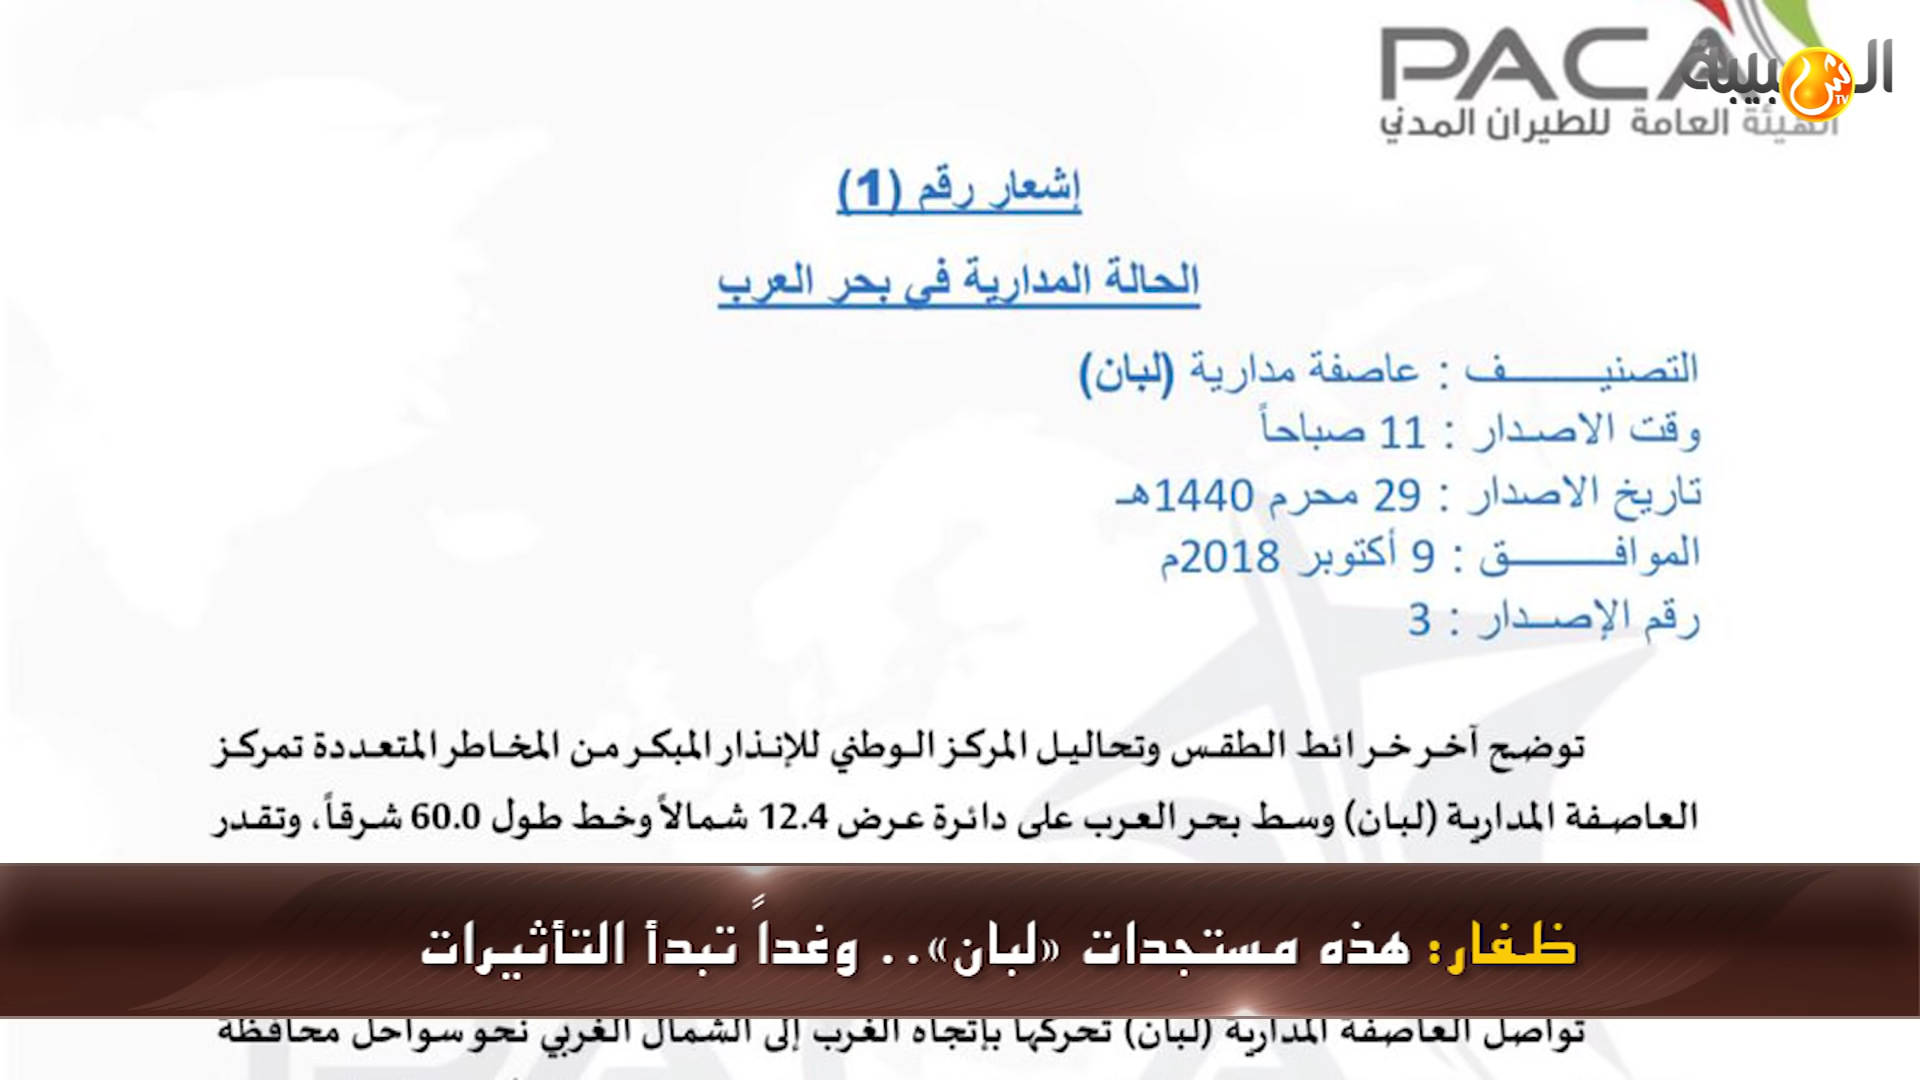 PACA
الشبيبة
TV
الهيئة العامة للطيران المدني
إشعار رقم (1)
الحالة المدارية في بحر العرب
التصنيـــــــــف : عاصفة مدارية (لبان)
وقت الاصدار : 11 صباحاً
تاريخ الاصدار : 29 محرم 1440هـ
الموافـــــــــق : 9 أكتوبر 2018م
رقم الإصــدار : 3
توضح آخر خرائط الطقس وتحاليل المركز الوطني للإنذار المبكر من المخاطر المتعددة تمركز
العاصفة المدارية (لبان) وسط بحر العرب على دائرة عرض 12.4 شمالاً وخط طول 60.0 شرقاً، وتقدر
ظفار: هذه مستجدات «لبان».. وغداً تبدأ التأثيرات
تواصل العاصفة المدارية (لبان) تحركها بإتجاه الغرب إلى الشمال الغربي نحو سواحل محافظة